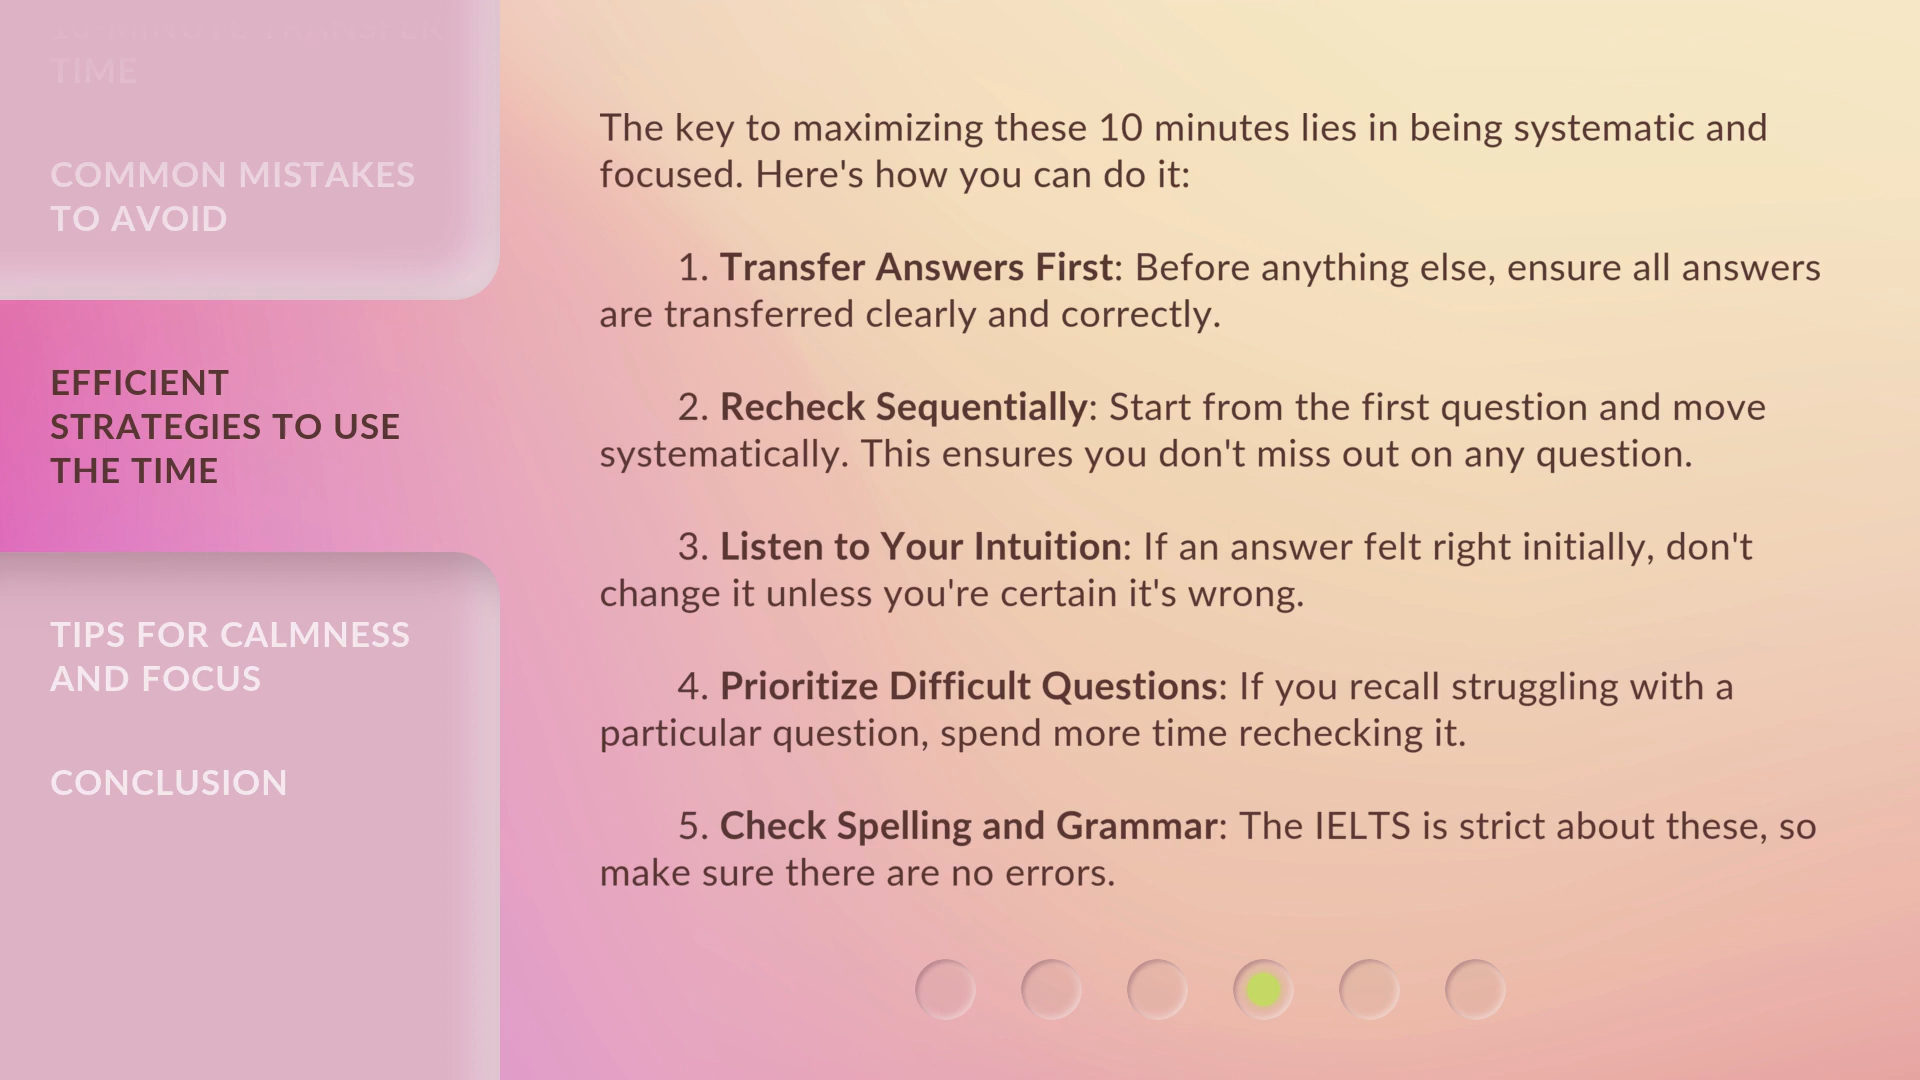 TIME
COMMON MISTAKES
TO AVOID
EFFICIENT
STRATEGIES TO USE
THE TIME
TIPS FOR CALMNESS
AND FOCUS
CONCLUSION
The key to maximizing these 10 minutes lies in being systematic and
focused. Here's how you can do it:
1. Transfer Answers First: Before anything else, ensure all answers
are transferred clearly and correctly.
2. Recheck Sequentially: Start from the first question and move
systematically. This ensures you don't miss out on any question.
3. Listen to Your Intuition: If an answer felt right initially, don't
change it unless you're certain it's wrong.
4. Prioritize Difficult Questions: If you recall struggling with a
particular question, spend more time rechecking it.
5. Check Spelling and Grammar: The IELTS is strict about these, so
make sure there are no errors.